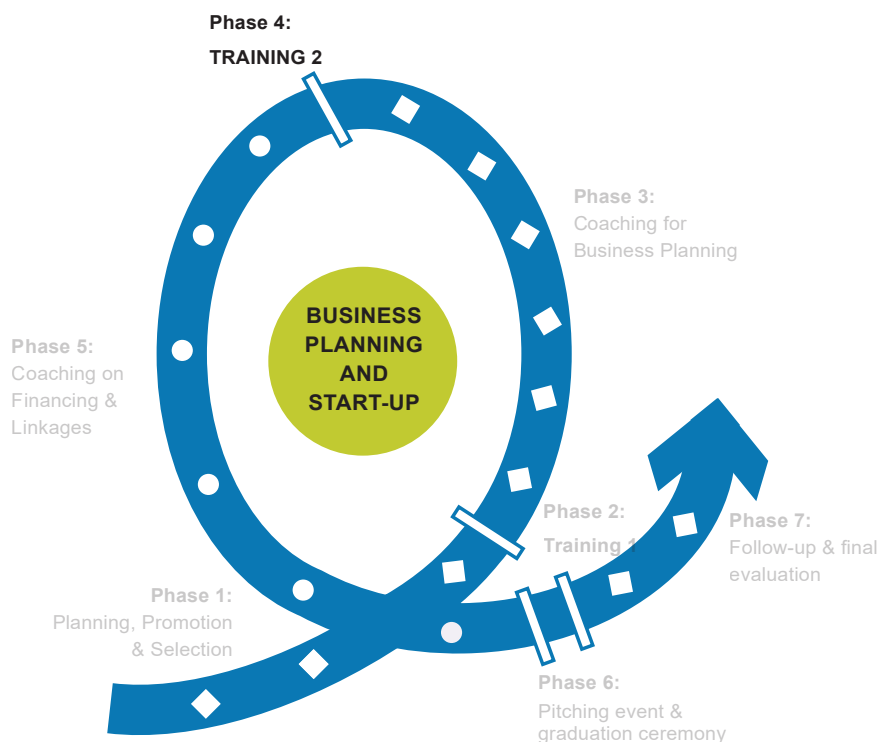 Phase 4:
TRAINING 2
Phase 3:
Coaching for
Business Planning
BUSINESS
PLANNING
AND
START-UP
Phase 5:
Coaching on
Financing &
Linkages
Phase 2:
Training 1
Phase 7:
Follow-up & final
evaluation
Phase 1:
Planning, Promotion
& Selection
Phase 6:
Pitching event &
graduation ceremony